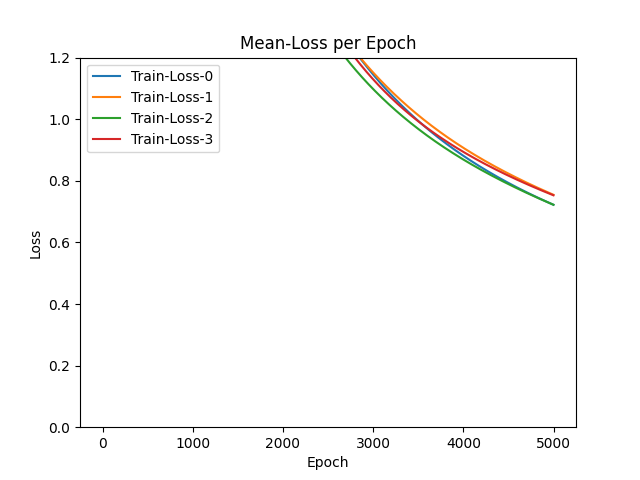 Mean-Loss per Epoch
Train-Loss-0
Train-Loss-1
Train-Loss-2
Train-Loss-3
1.2
1.0
0.8
0.6
0.4
0.2
0.0
Loss
0 1000 2000 3000 4000 5000
Epoch